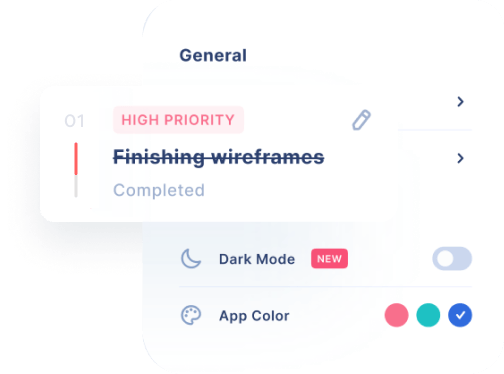 General
01
HIGH PRIORITY
Finishing wireframes
Completed
Dark Mode NEW
App Color